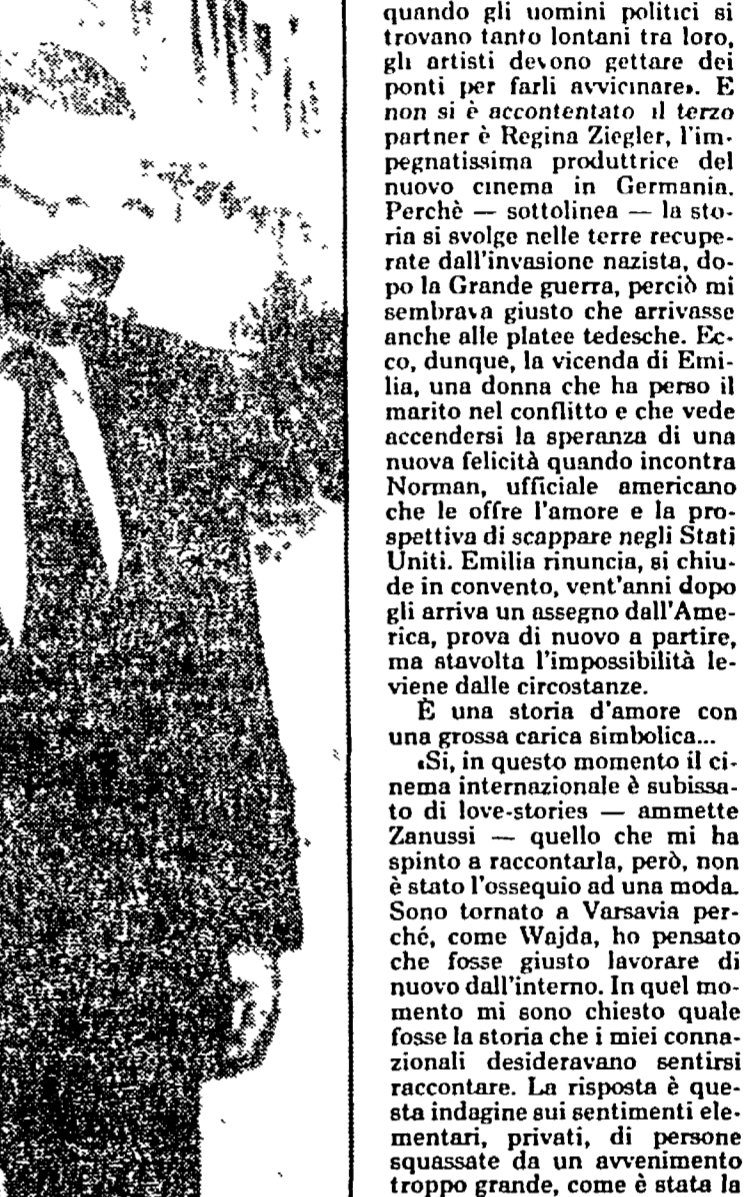 quando gli uomini politici si
trovano tanto lontani tra loro,
gli artisti devono gettare dei
ponti per farli avvicinare». E
non si è accontentato il terzo
partner è Regina Ziegler, l'im-
pegnatissima produttrice del
nuovo cinema in Germania.
Perchè — sottolinea — la sto-
ria si svolge nelle terre recupe-
rate dall'invasione nazista, do-
po la Grande guerra, perciò mi
sembrava giusto che arrivasse
anche alle platee tedesche. Ec-
co, dunque, la vicenda di Emi-
lia, una donna che ha perso il
marito nel conflitto e che vede
accendersi la speranza di una
nuova felicità quando incontra
Norman, ufficiale americano
che le offre l'amore e la pro-
spettiva di scappare negli Stati
Uniti. Emilia rinuncia, si chiu-
de in convento, vent'anni dopo
gli arriva un assegno dall'Ame-
rica, prova di nuovo a partire,
ma stavolta l'impossibilità le-
viene dalle circostanze.
È una storia d'amore con
una grossa carica simbolica...
«Si, in questo momento il ci-
nema internazionale è subissa-
to di love-stories — ammette
Zanussi — quello che mi ha
spinto a raccontarla, però, non
è stato l'ossequio ad una moda.
Sono tornato a Varsavia per-
ché, come Wajda, ho pensato
che fosse giusto lavorare di
nuovo dall'interno. In quel mo-
mento mi sono chiesto quale
fosse la storia che i miei conna-
zionali desideravano sentirsi
raccontare. La risposta è que-
sta indagine sui sentimenti ele-
mentari, privati, di persone
squassate da un avvenimento
troppo grande, come è stata la